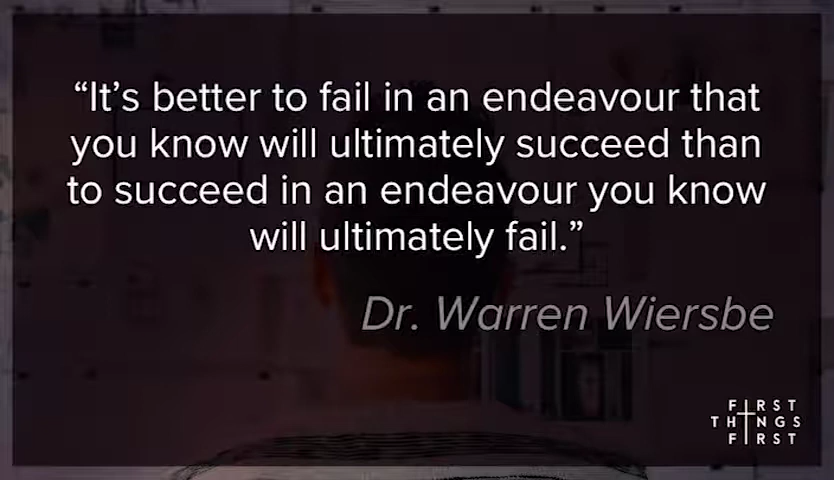 “It’s better to fail in an endeavour that
you know will ultimately succeed than
to succeed in an endeavour you know
will ultimately fail.”
Dr. Warren Wiersbe
FIRST
THINGS
FIRST